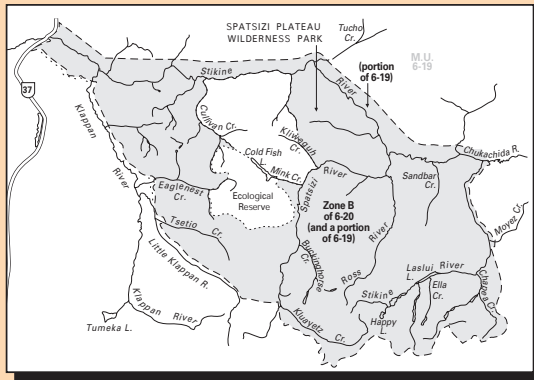 SPATSIZI PLATEAU
WILDERNESS PARK
Tucho
Cr.
M.U.
6-19
(portion
of 6-19)
37
Stikine
River
Klappan
River
Cullivan Cr.
Kliweguh
Cr.
Cold Fish
L.
Mink Cr.
Chukachida R.
Sandbar
Cr.
Spatsizi
River
Eaglenest
Cr.
Ecological
Reserve
Zone B
of 6-20
(and a portion
of 6-19)
Moyez Cr.
Tsetio Cr.
Little Klappan R.
Buckinghorse
Cr.
Ross River
Laslui
L.
River
Ella
Cr.
Chapea Cr.
Stikine
Klappan River
Tumeka L.
Kluayetz
Cr.
Happy
L.